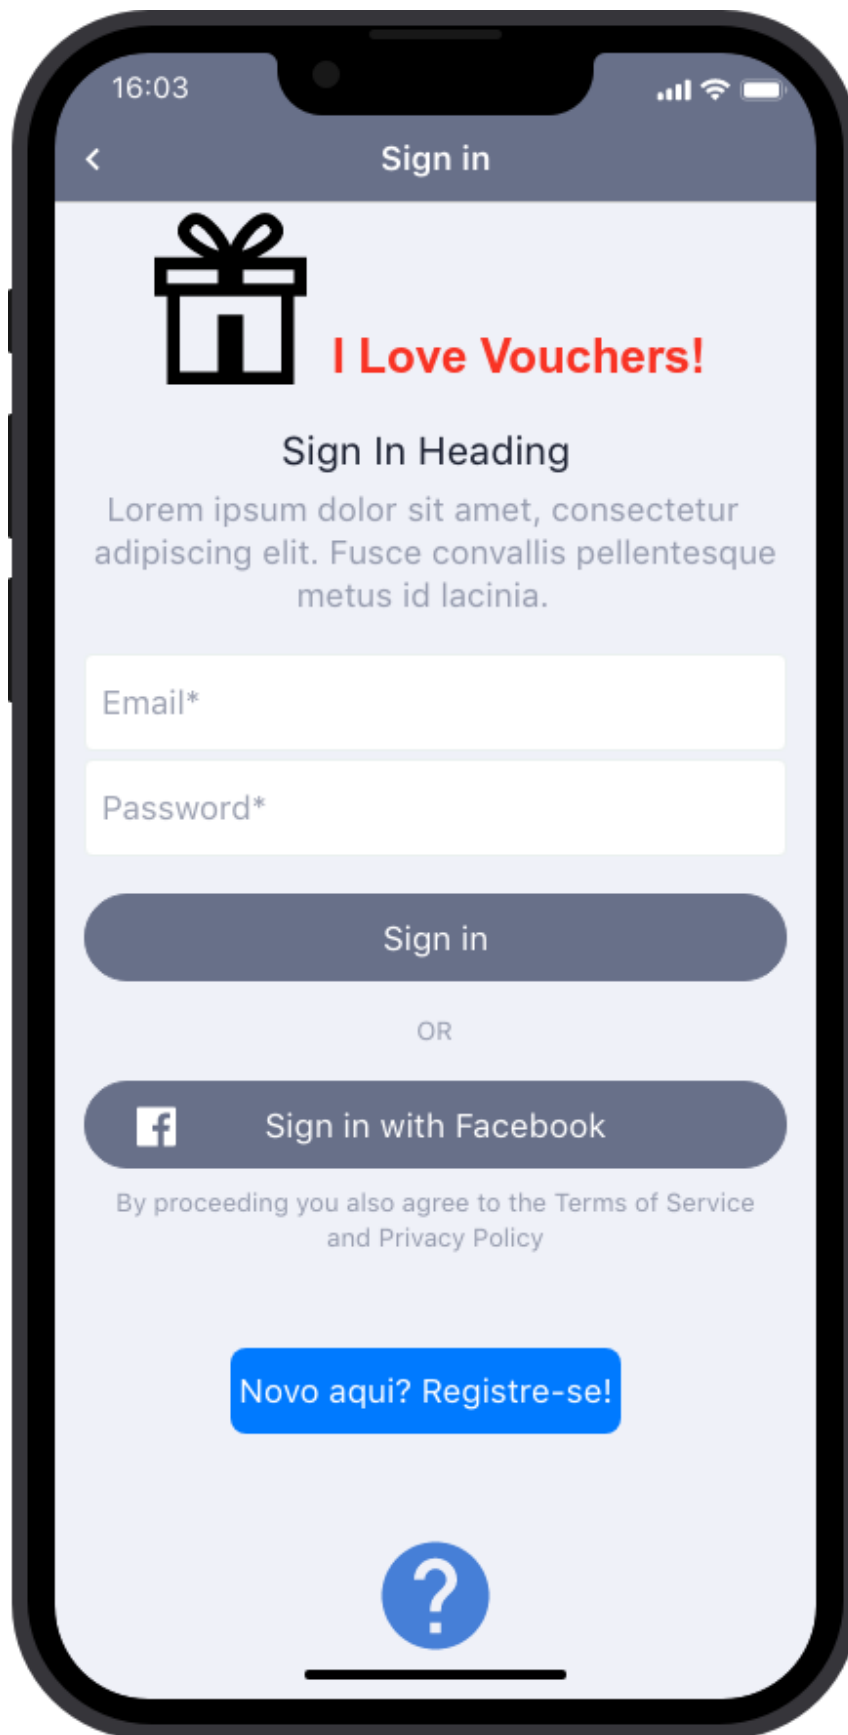 16:03
Sign in
I Love Vouchers!
Sign In Heading
Lorem ipsum dolor sit amet, consectetur
adipiscing elit. Fusce convallis pellentesque
metus id lacinia.
Email*
Password*
Sign in
OR
Sign in with Facebook
By proceeding you also agree to the Terms of Service
and Privacy Policy
Novo aqui? Registre-se!
?